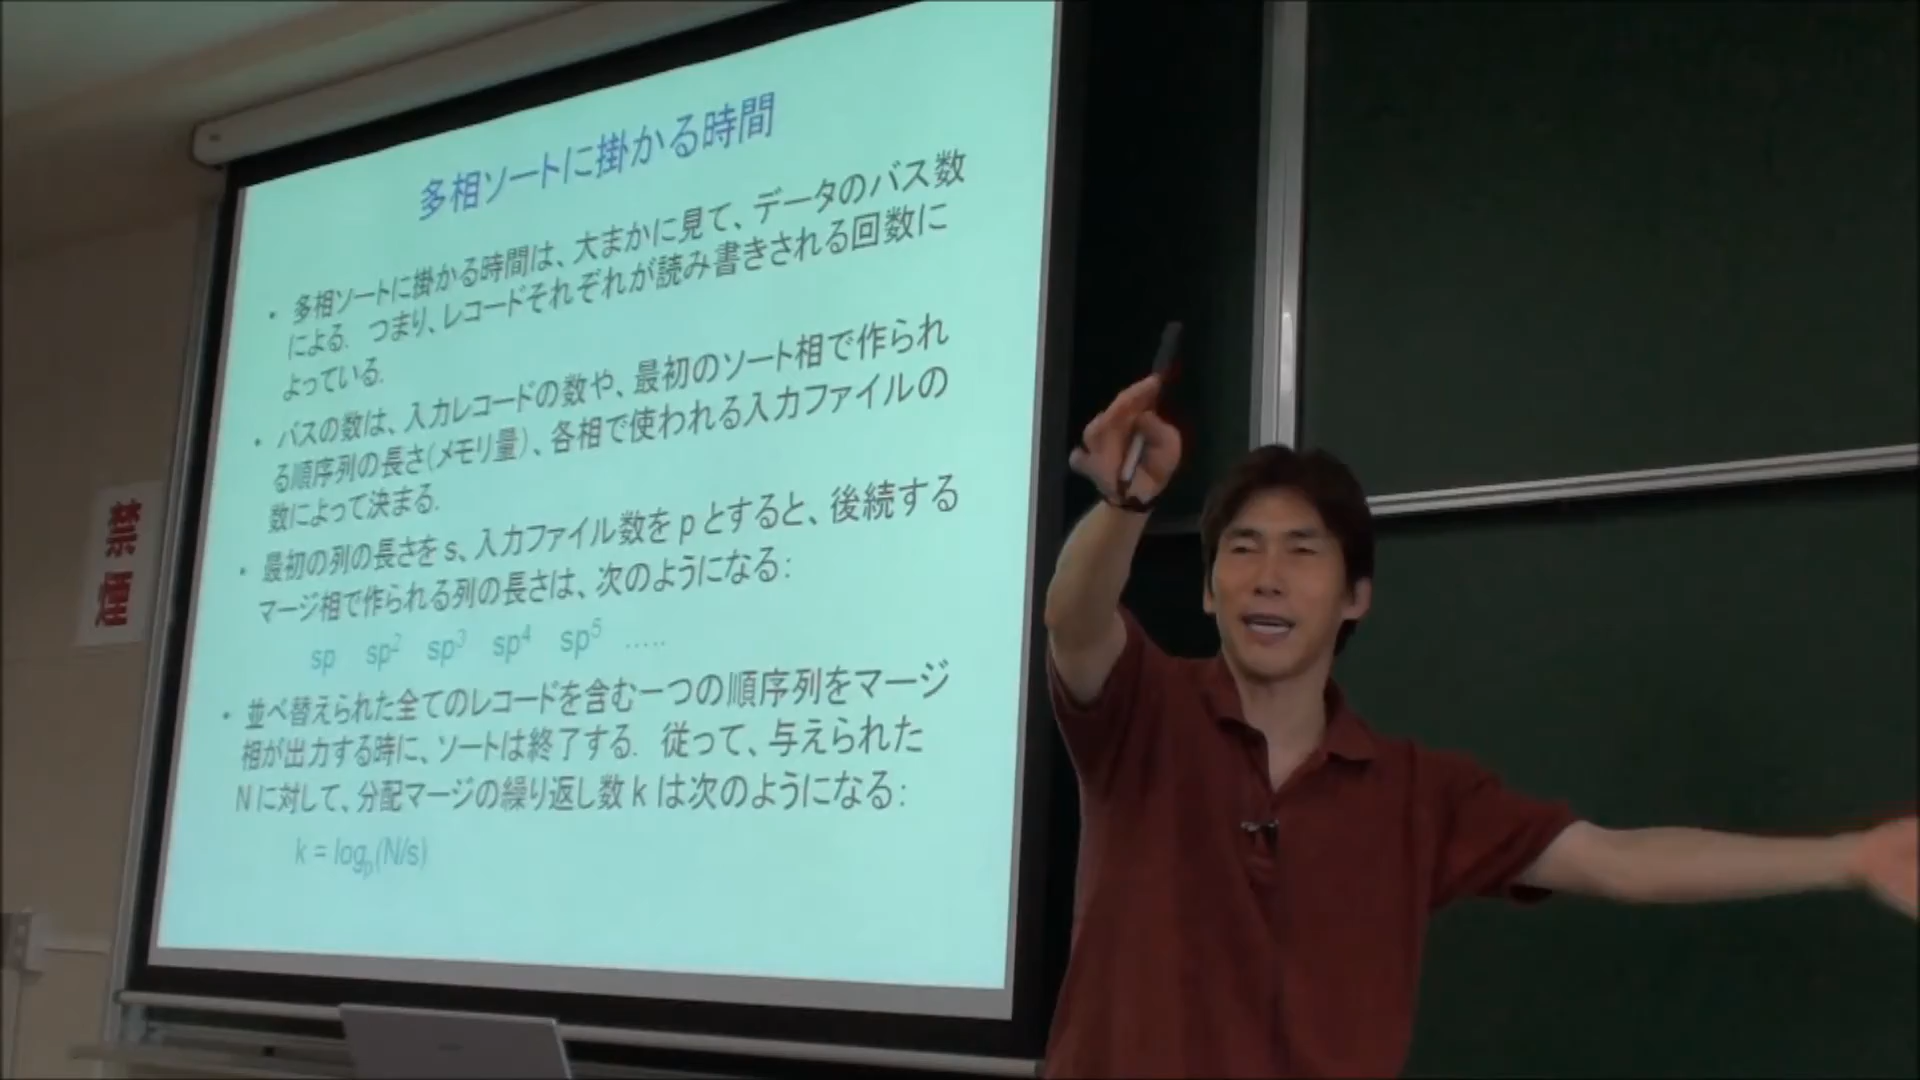 多相ソートに掛かる時間
• 多相ソートに掛かる時間は、大まかに見て、データのパス数
による. つまり、レコードそれぞれが読み書きされる回数に
よっている.
• パスの数は、入力レコードの数や、最初のソート相で作られ
る順序列の長さ(メモリ量)、各相で使われる入力ファイルの
数によって決まる.
• 最初の列の長さを s、入力ファイル数を p とすると、後続する
マージ相で作られる列の長さは、次のようになる:
sp sp² sp³ sp⁴ sp⁵ .....
• 並べ替えられた全てのレコードを含む一つの順序列をマージ
相が出力する時に、ソートは終了する. 従って、与えられた
N に対して、分配マージの繰り返し数 k は次のようになる:
k = logₚ(N/s)
禁
煙